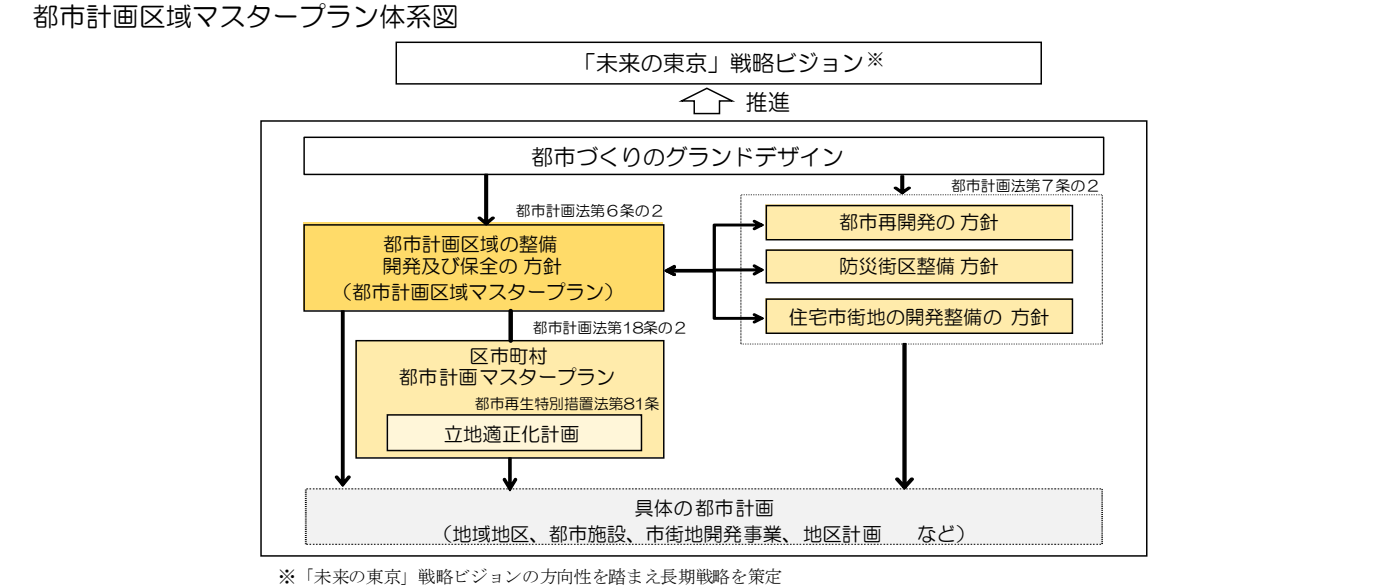 都市計画区域マスタープラン体系図
「未来の東京」戦略ビジョン※
推進
都市づくりのグランドデザイン
都市計画法第７条の２
都市計画法第６条の２
都市計画区域の整備
開発及び保全の 方針
（都市計画区域マスタープラン）
都市再開発の 方針
防災街区整備 方針
住宅市街地の開発整備の 方針
都市計画法第18条の２
区市町村
都市計画マスタープラン
都市再生特別措置法第81条
立地適正化計画
具体の都市計画
（地域地区、都市施設、市街地開発事業、地区計画　など）
※「未来の東京」戦略ビジョンの方向性を踏まえ長期戦略を策定